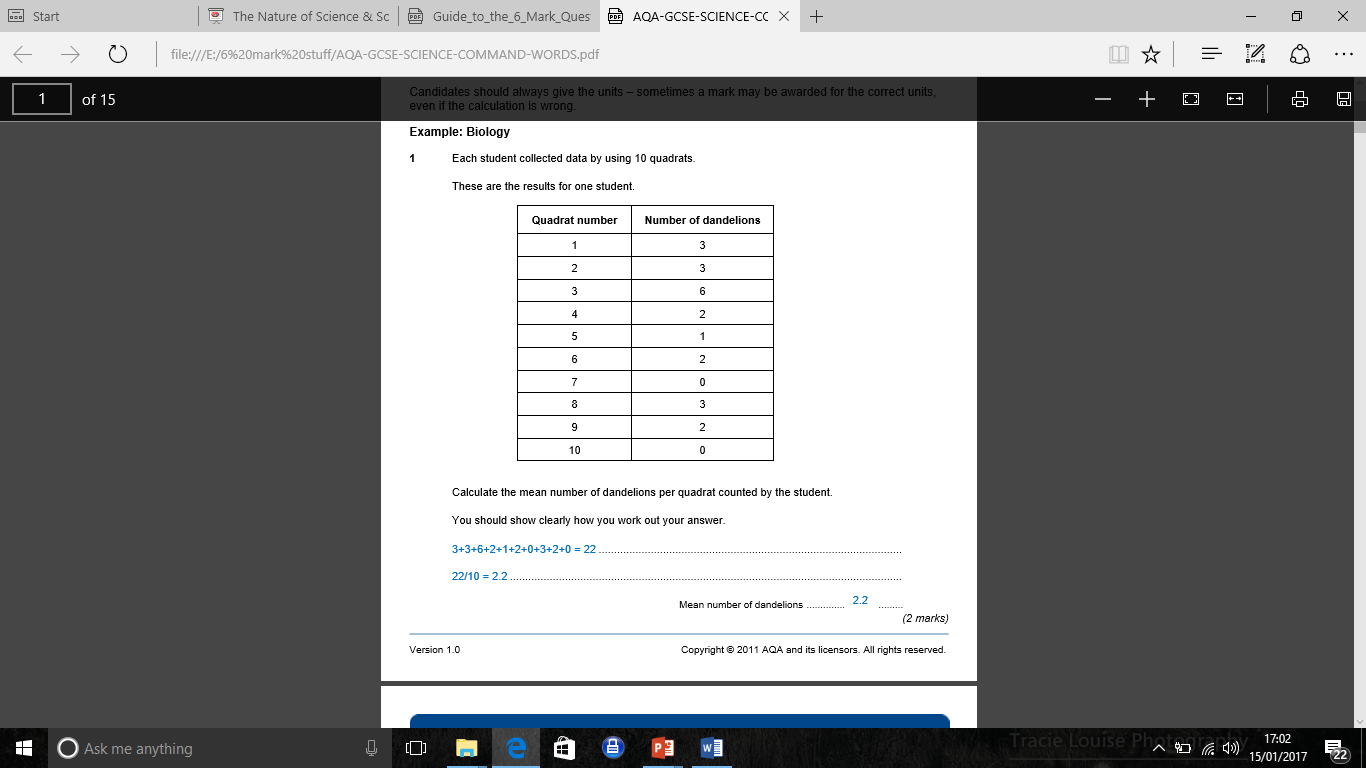 Start
The Nature of Science & Sc
Guide_to_the_6_Mark_Ques
AQA-GCSE-SCIENCE-CC
file:///E:/6%20mark%20stuff/AQA-GCSE-SCIENCE-COMMAND-WORDS.pdf
1 of 15
Candidates should always give the units – sometimes a mark may be awarded for the correct units,
even if the calculation is wrong.
Example: Biology
1 Each student collected data by using 10 quadrats.
These are the results for one student.
Quadrat number Number of dandelions
1 3
2 3
3 6
4 2
5 1
6 2
7 0
8 3
9 2
10 0
Calculate the mean number of dandelions per quadrat counted by the student.
You should show clearly how you work out your answer.
3+3+6+2+1+2+0+3+2+0 = 22
22/10 = 2.2
Mean number of dandelions .............. 2.2 .........
(2 marks)
Version 1.0 Copyright © 2011 AQA and its licensors. All rights reserved.
Ask me anything
Tracie Louise Photography
17:02
15/01/2017
22